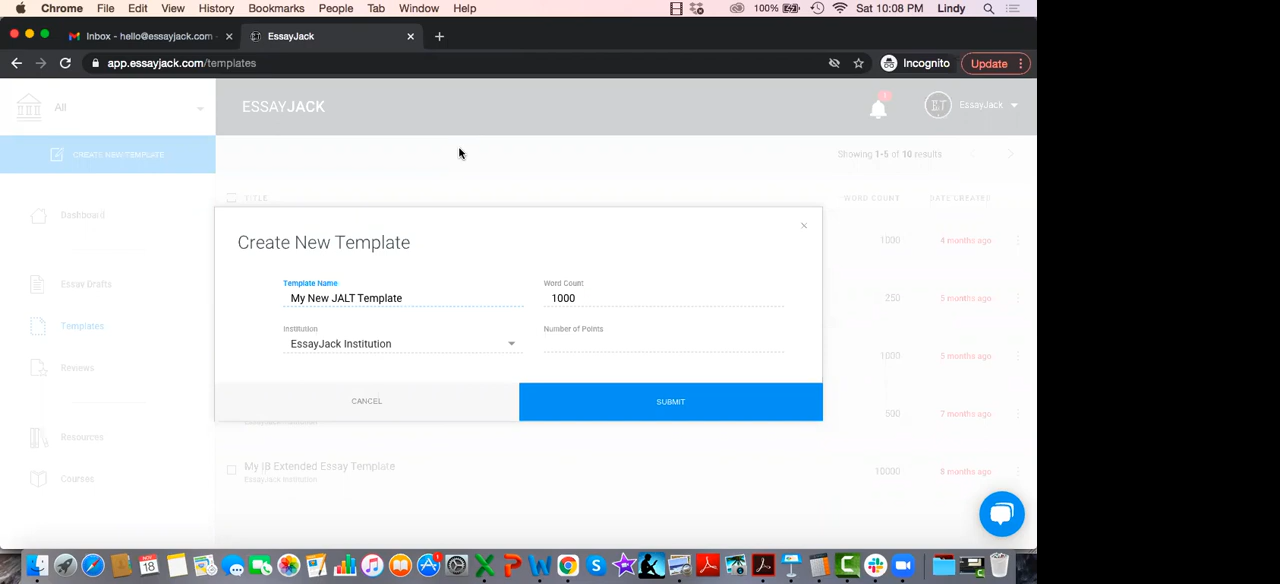 Chrome File Edit View History Bookmarks People Tab Window Help 100% Sat 10:08 PM Lindy
Inbox - hello@essayjack.com - EssayJack
app.essayjack.com/templates Incognito Update
All ESSAYJACK EssayJack
CREATE NEW TEMPLATE Showing 1-5 of 10 results
TITLE WORD COUNT DATE CREATED
Dashboard
Create New Template
1000 4 months ago
Essay Drafts
Template Name Word Count
My New JALT Template 1000
250 5 months ago
Templates
Institution Number of Points
EssayJack Institution
1000 5 months ago
Reviews
CANCEL SUBMIT
500 7 months ago
Resources
My IB Extended Essay Template 10000 8 months ago
EssayJack Institution
Courses
NOV
18
1